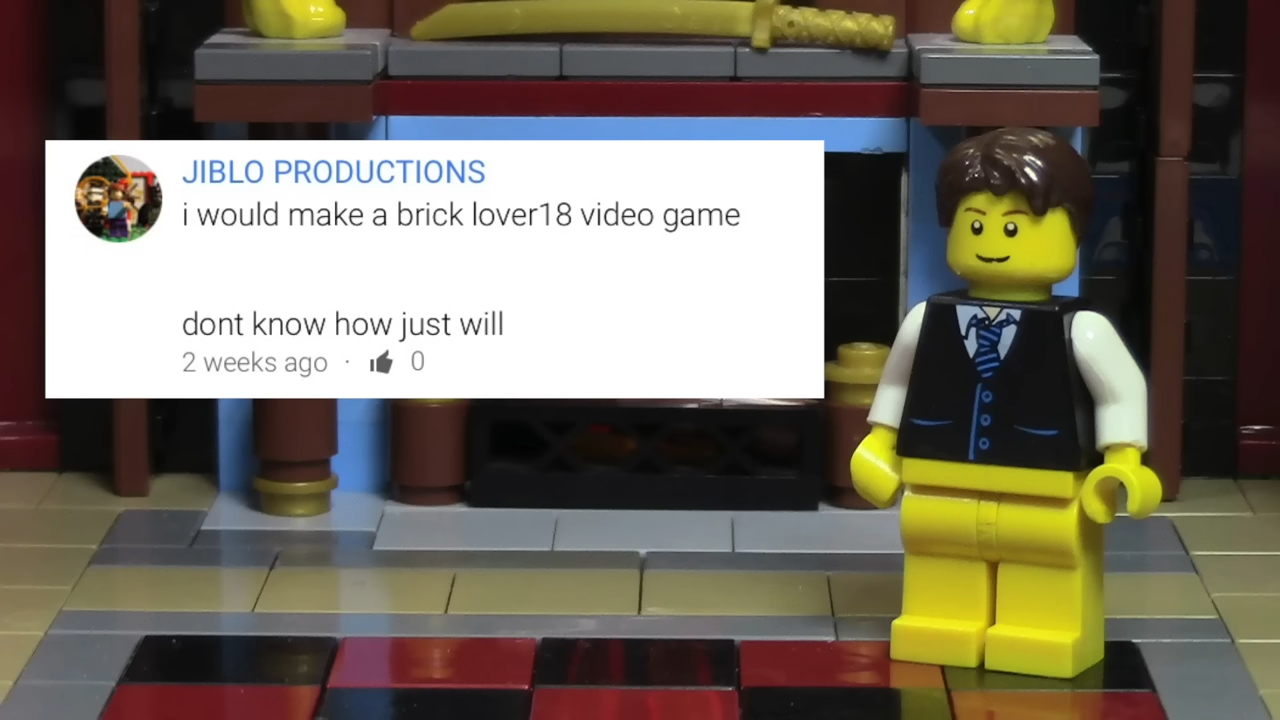 JIBLO PRODUCTIONS
i would make a brick lover18 video game
dont know how just will
2 weeks ago · 0